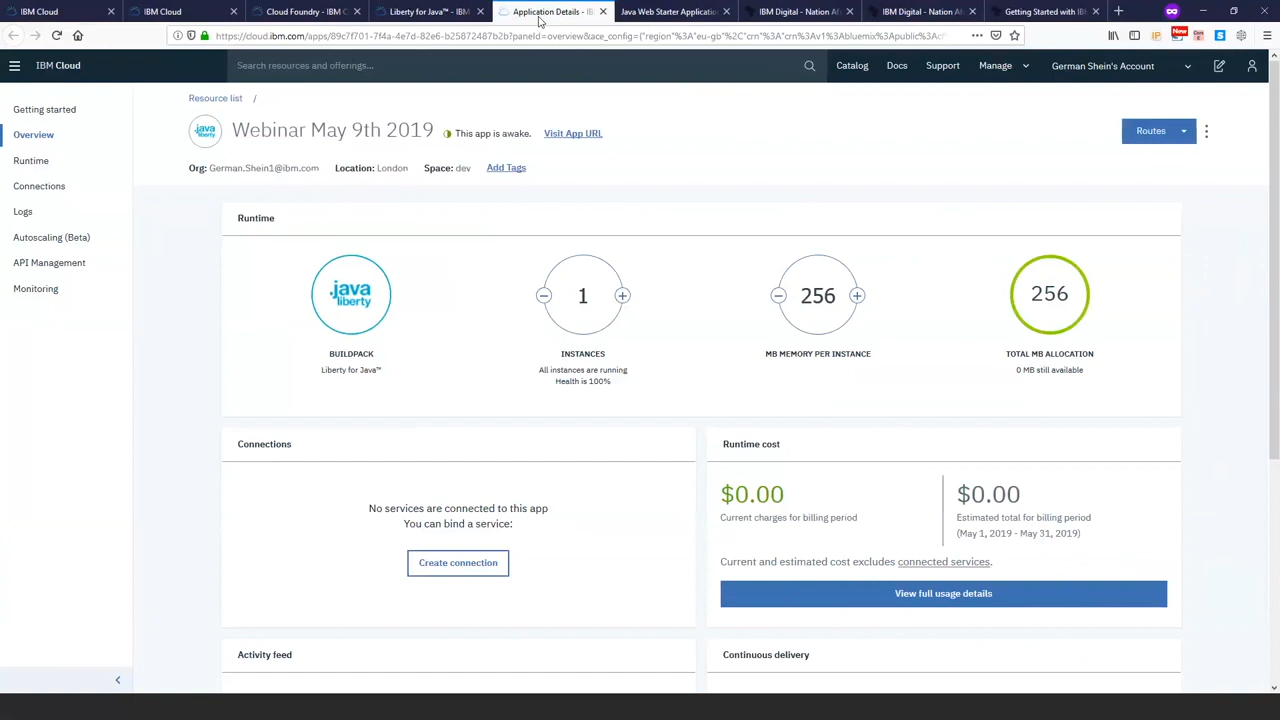 IBM Cloud
IBM Cloud
Cloud Foundry - IBM C
Liberty for Java™ - IBM
Application Details - IB
Java Web Starter Application
IBM Digital - Nation Af
IBM Digital - Nation Af
Getting Started with IB
IBM Cloud
Search resources and offerings...
Catalog
Docs
Support
Manage
German Shein's Account
Getting started
Overview
Runtime
Connections
Logs
Autoscaling (Beta)
API Management
Monitoring
Resource list /
Webinar May 9th 2019
This app is awake.
Visit App URL
Routes
Org: German.Shein1@ibm.com Location: London Space: dev Add Tags
Runtime
java
liberty
1
256
256
BUILDPACK
Liberty for Java™
INSTANCES
All instances are running
Health is 100%
MB MEMORY PER INSTANCE
TOTAL MB ALLOCATION
0 MB still available
Connections
No services are connected to this app
You can bind a service:
Create connection
Runtime cost
$0.00
Current charges for billing period
$0.00
Estimated total for billing period
(May 1, 2019 - May 31, 2019)
Current and estimated cost excludes connected services.
View full usage details
Activity feed
Continuous delivery